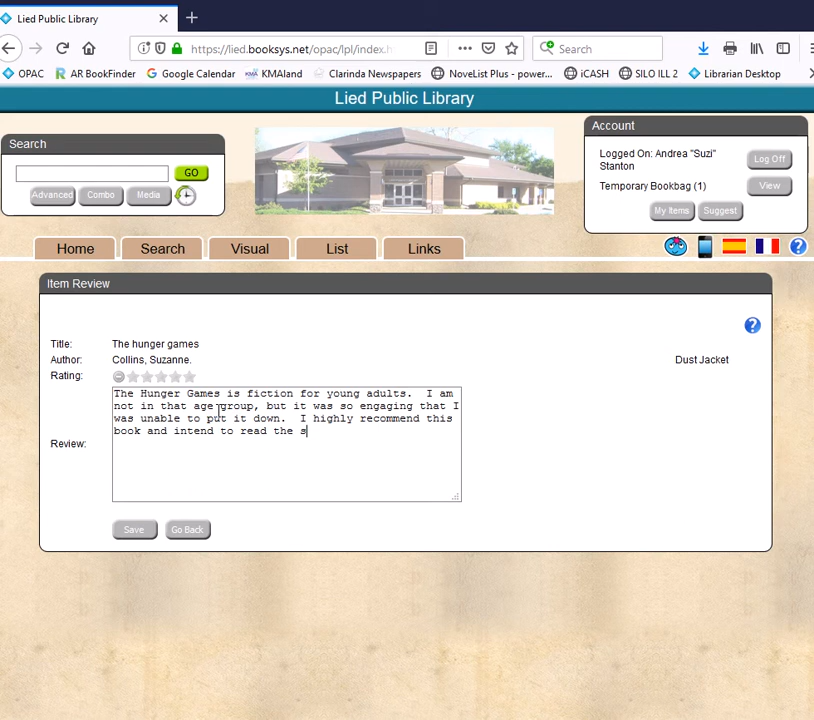 Lied Public Library
https://lied.booksys.net/opac/lpl/index.h
Search
OPAC AR BookFinder Google Calendar KMAland Clarinda Newspapers NoveList Plus - power... iCASH SILO ILL 2 Librarian Desktop
Lied Public Library
Search
GO
Advanced Combo Media
Account
Logged On: Andrea "Suzi" Stanton
Log Off
Temporary Bookbag (1) View
My Items Suggest
Home Search Visual List Links
Item Review
Title: The hunger games
Author: Collins, Suzanne. Dust Jacket
Rating:
Review:
The Hunger Games is fiction for young adults. I am
not in that age group, but it was so engaging that I
was unable to put it down. I highly recommend this
book and intend to read the s
Save Go Back